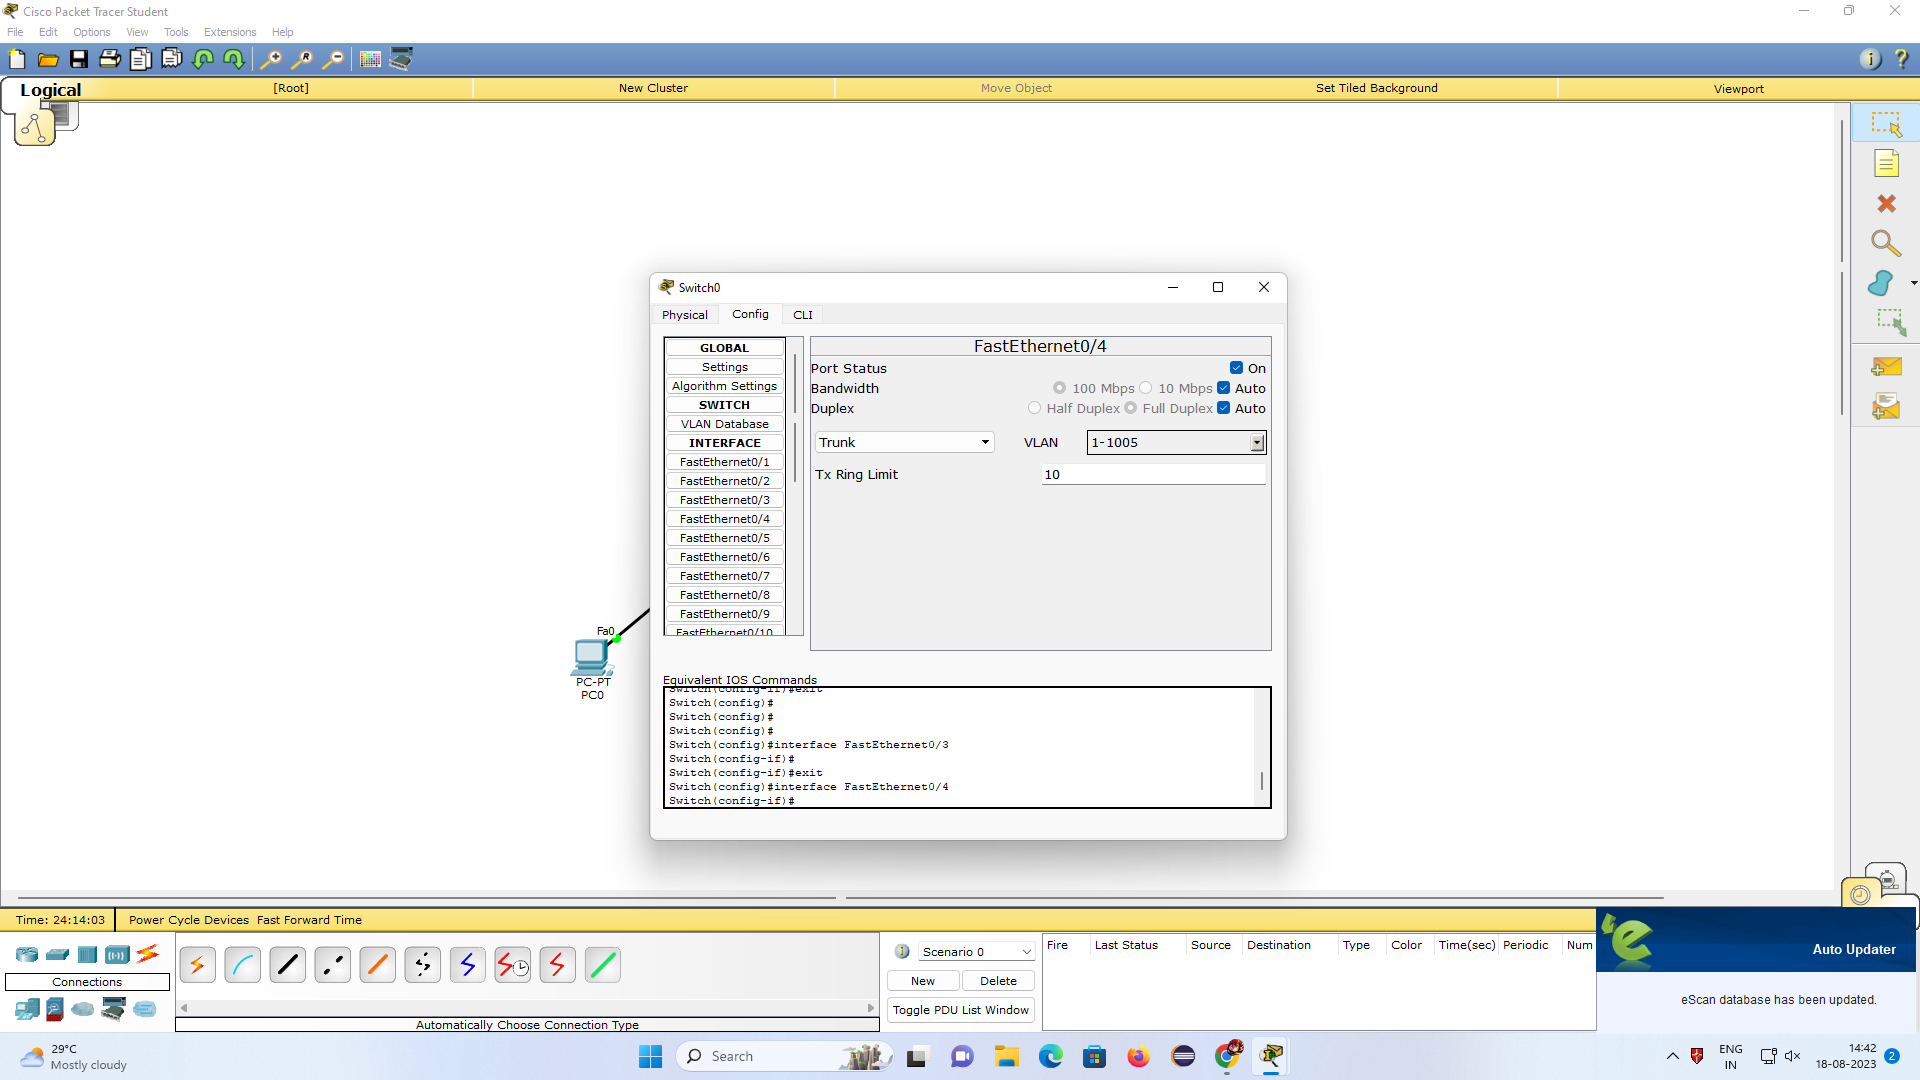 Cisco Packet Tracer Student
File Edit Options View Tools Extensions Help
Logical [Root] New Cluster Move Object Set Tiled Background Viewport
Switch0
Physical Config CLI
GLOBAL
Settings
Algorithm Settings
SWITCH
VLAN Database
INTERFACE
FastEthernet0/1
FastEthernet0/2
FastEthernet0/3
FastEthernet0/4
FastEthernet0/5
FastEthernet0/6
FastEthernet0/7
FastEthernet0/8
FastEthernet0/9
FastEthernet0/10
FastEthernet0/4
Port Status On
Bandwidth 100 Mbps 10 Mbps Auto
Duplex Half Duplex Full Duplex Auto
Trunk VLAN 1-1005
Tx Ring Limit 10
Fa0
PC-PT
PC0
Equivalent IOS Commands
Switch(config-if)#exit
Switch(config)#
Switch(config)#
Switch(config)#
Switch(config)#interface FastEthernet0/3
Switch(config-if)#
Switch(config-if)#exit
Switch(config)#interface FastEthernet0/4
Switch(config-if)#
Time: 24:14:03 Power Cycle Devices Fast Forward Time
Connections
Automatically Choose Connection Type
Scenario 0
New Delete
Toggle PDU List Window
Fire Last Status Source Destination Type Color Time(sec) Periodic Num
Auto Updater
eScan database has been updated.
29°C
Mostly cloudy
Search
ENG
IN
14:42
18-08-2023
2